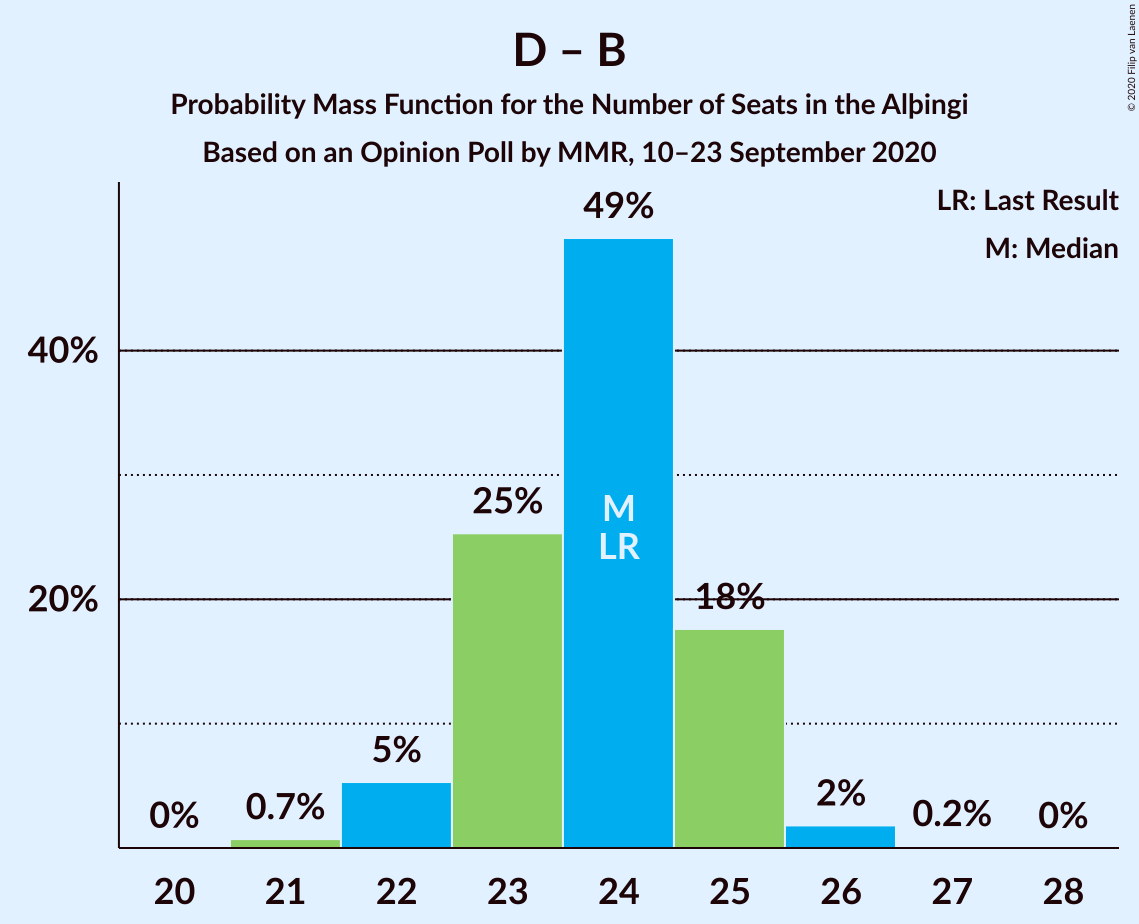 D – B
Probability Mass Function for the Number of Seats in the Alþingi
Based on an Opinion Poll by MMR, 10–23 September 2020
© 2020 Filip van Laenen
LR: Last Result
M: Median
49%
40%
25%
M
LR
20%
18%
5%
0%
0.7%
2%
0.2%
0%
20 21 22 23 24 25 26 27 28